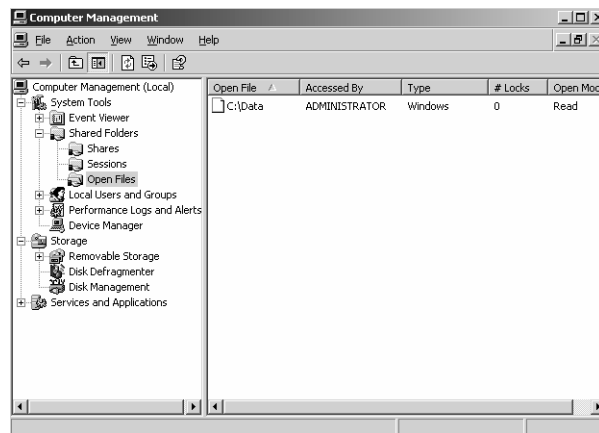 Computer Management
File Action View Window Help
Computer Management (Local)
System Tools
Event Viewer
Shared Folders
Shares
Sessions
Open Files
Local Users and Groups
Performance Logs and Alerts
Device Manager
Storage
Removable Storage
Disk Defragmenter
Disk Management
Services and Applications
Open File Accessed By Type # Locks Open Mod
C:\Data ADMINISTRATOR Windows 0 Read